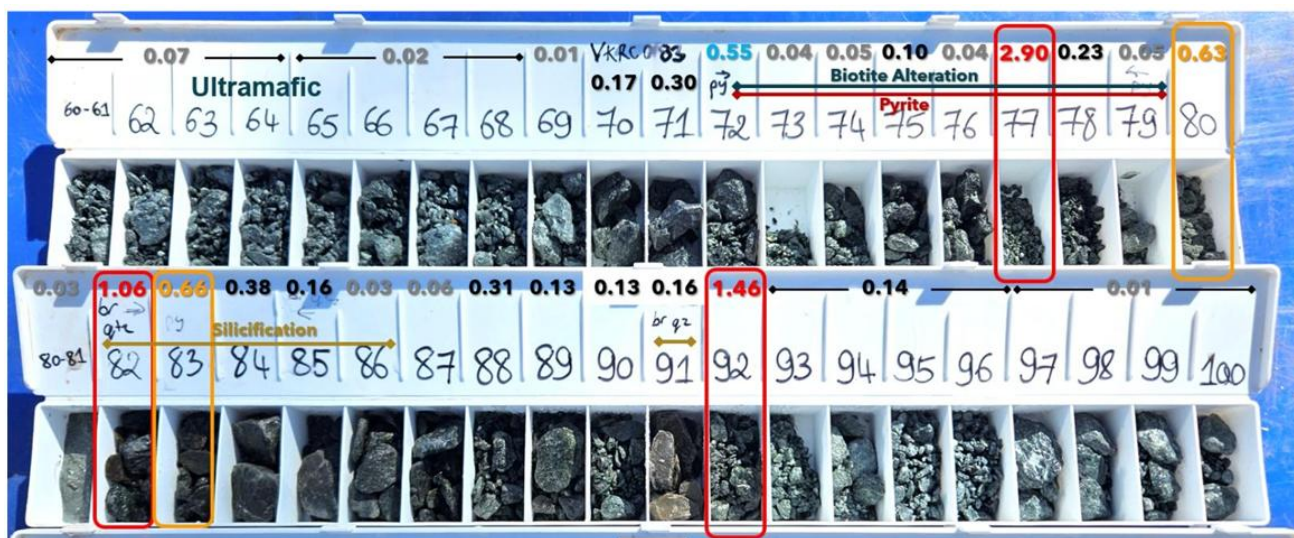 0.07 0.02 0.01 VKRC0083 0.55 0.04 0.05 0.10 0.04 2.90 0.23 0.05 0.63
Ultramafic 0.17 0.30 py Biotite Alteration
Pyrite
60-61 62 63 64 65 66 67 68 69 70 71 72 73 74 75 76 77 78 79 80
0.03 1.06 0.66 0.38 0.16 0.03 0.06 0.31 0.13 0.13 0.16 1.46 0.14 0.01
br qtz py Silicification br qz
80-81 82 83 84 85 86 87 88 89 90 91 92 93 94 95 96 97 98 99 100